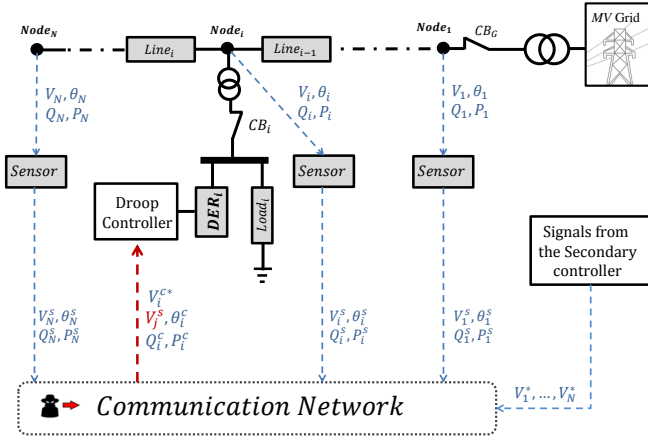 Node_N
Node_i
Node_1
CB_G
MV Grid
Line_i
Line_{i−1}
V_N, θ_N
Q_N, P_N
V_i, θ_i
Q_i, P_i
V_1, θ_1
Q_1, P_1
CB_i
Sensor
Sensor
Sensor
Droop
Controller
DER_i
Load_i
Signals from
the Secondary
controller
V_i^{c*}
V_N^s, θ_N^s
Q_N^s, P_N^s
V_j^s, θ_i^c
Q_i^c, P_i^c
V_i^s, θ_i^s
Q_i^s, P_i^s
V_1^s, θ_1^s
Q_1^s, P_1^s
V_1^*, … , V_N^*
Communication Network